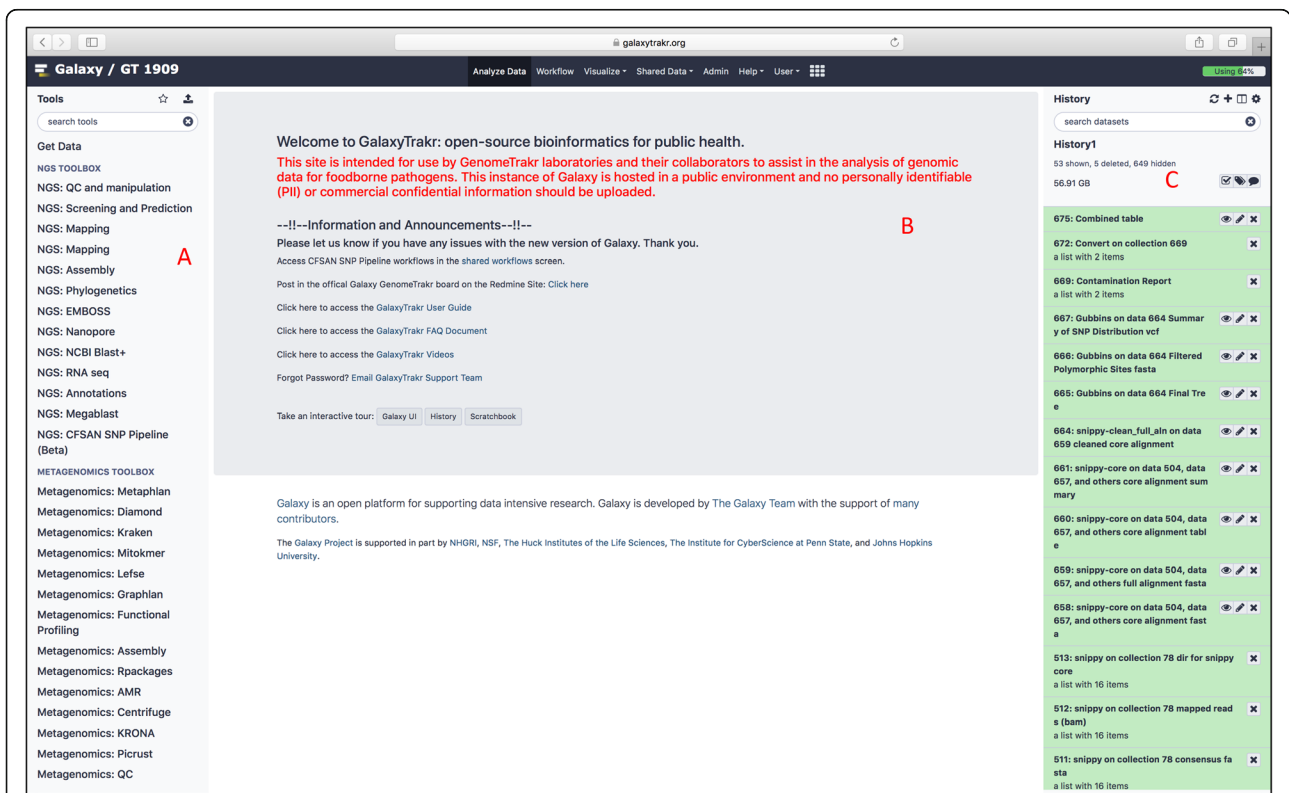 galaxytrakr.org
Galaxy / GT 1909
Analyze Data Workflow Visualize Shared Data Admin Help User
Using 64%
Tools
search tools
Get Data
NGS TOOLBOX
NGS: QC and manipulation
NGS: Screening and Prediction
NGS: Mapping
NGS: Mapping
NGS: Assembly
NGS: Phylogenetics
NGS: EMBOSS
NGS: Nanopore
NGS: NCBI Blast+
NGS: RNA seq
NGS: Annotations
NGS: Megablast
NGS: CFSAN SNP Pipeline
(Beta)
METAGENOMICS TOOLBOX
Metagenomics: Metaphlan
Metagenomics: Diamond
Metagenomics: Kraken
Metagenomics: Mitokmer
Metagenomics: Lefse
Metagenomics: Graphlan
Metagenomics: Functional
Profiling
Metagenomics: Assembly
Metagenomics: Rpackages
Metagenomics: AMR
Metagenomics: Centrifuge
Metagenomics: KRONA
Metagenomics: Picrust
Metagenomics: QC
A
Welcome to GalaxyTrakr: open-source bioinformatics for public health.
This site is intended for use by GenomeTrakr laboratories and their collaborators to assist in the analysis of genomic
data for foodborne pathogens. This instance of Galaxy is hosted in a public environment and no personally identifiable
(PII) or commercial confidential information should be uploaded.
--!!--Information and Announcements--!!--
Please let us know if you have any issues with the new version of Galaxy. Thank you.
Access CFSAN SNP Pipeline workflows in the shared workflows screen.
Post in the offical Galaxy GenomeTrakr board on the Redmine Site: Click here
Click here to access the GalaxyTrakr User Guide
Click here to access the GalaxyTrakr FAQ Document
Click here to access the GalaxyTrakr Videos
Forgot Password? Email GalaxyTrakr Support Team
Take an interactive tour: Galaxy UI History Scratchbook
B
Galaxy is an open platform for supporting data intensive research. Galaxy is developed by The Galaxy Team with the support of many
contributors.
The Galaxy Project is supported in part by NHGRI, NSF, The Huck Institutes of the Life Sciences, The Institute for CyberScience at Penn State, and Johns Hopkins
University.
History
search datasets
History1
53 shown, 5 deleted, 649 hidden
56.91 GB
C
675: Combined table
672: Convert on collection 669
a list with 2 items
669: Contamination Report
a list with 2 items
667: Gubbins on data 664 Summar
y of SNP Distribution vcf
666: Gubbins on data 664 Filtered
Polymorphic Sites fasta
665: Gubbins on data 664 Final Tre
e
664: snippy-clean_full_aln on data
659 cleaned core alignment
661: snippy-core on data 504, data
657, and others core alignment sum
mary
660: snippy-core on data 504, data
657, and others core alignment tabl
e
659: snippy-core on data 504, data
657, and others full alignment fasta
658: snippy-core on data 504, data
657, and others core alignment fast
a
513: snippy on collection 78 dir for snippy
core
a list with 16 items
512: snippy on collection 78 mapped read
s (bam)
a list with 16 items
511: snippy on collection 78 consensus fa
sta
a list with 16 items